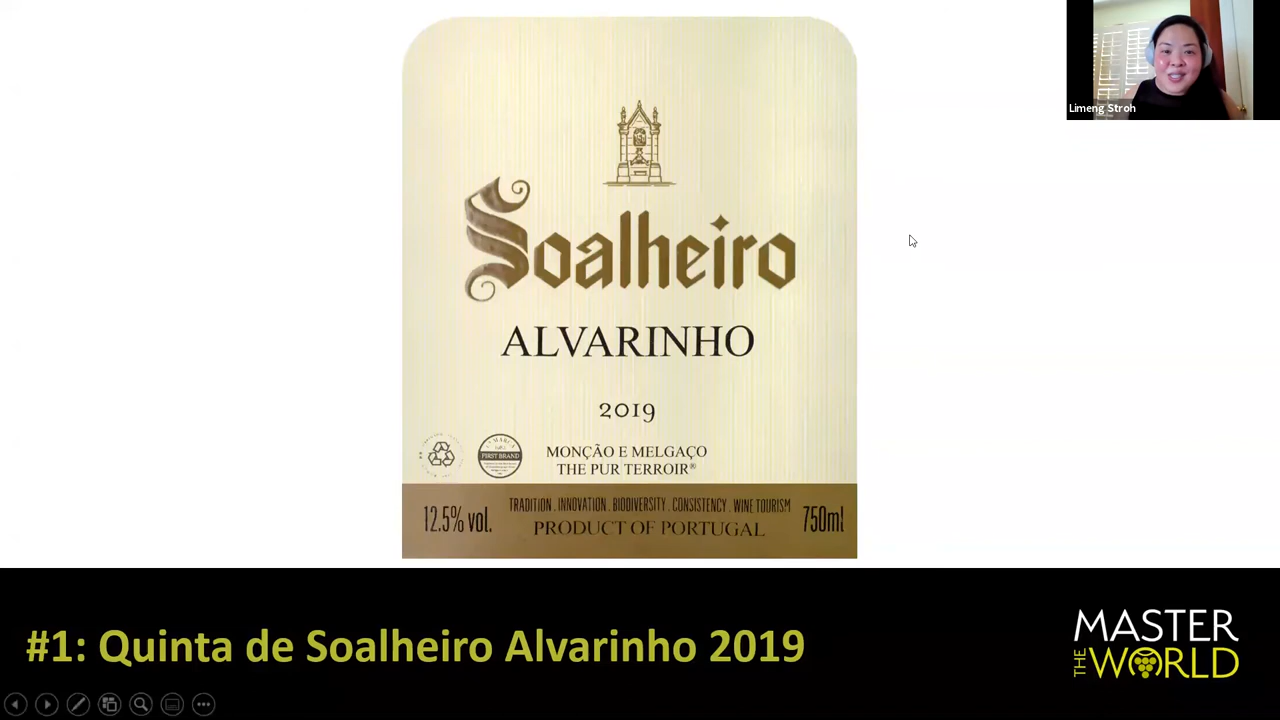 Limeng Stroh
Soalheiro
ALVARINHO
2019
FIRST BRAND
MONÇÃO E MELGAÇO
THE PUR TERROIR®
12.5% vol.
TRADITION . INNOVATION . BIODIVERSITY . CONSISTENCY . WINE TOURISM
PRODUCT OF PORTUGAL
750ml
#1: Quinta de Soalheiro Alvarinho 2019
MASTER
THE WORLD